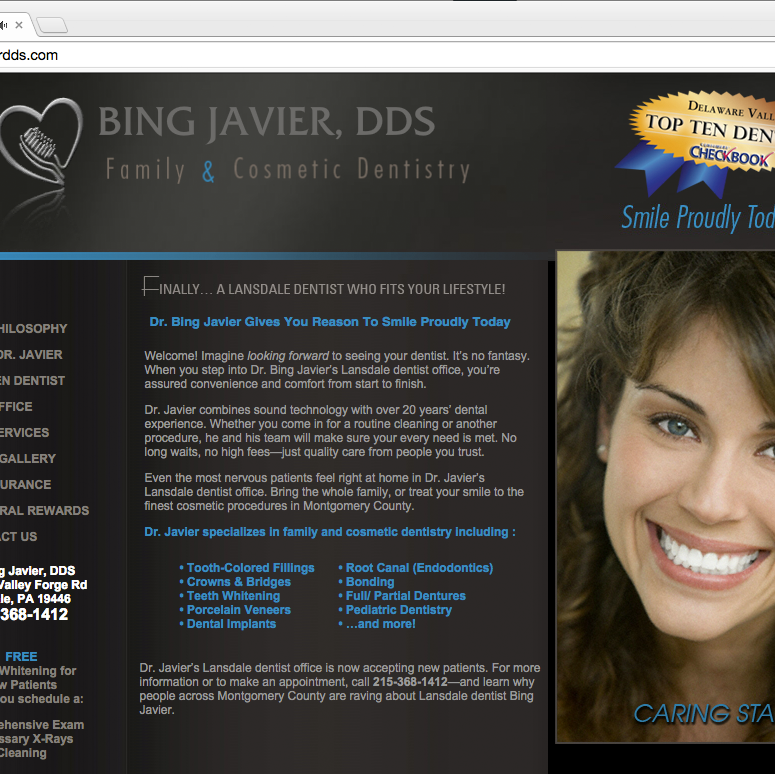 rdds.com
BING JAVIER, DDS
Family & Cosmetic Dentistry
DELAWARE VALL
TOP TEN DEN
CHECKBOOK
Smile Proudly Tod
FINALLY… A LANSDALE DENTIST WHO FITS YOUR LIFESTYLE!
Dr. Bing Javier Gives You Reason To Smile Proudly Today
Welcome! Imagine looking forward to seeing your dentist. It’s no fantasy.
When you step into Dr. Bing Javier’s Lansdale dentist office, you’re
assured convenience and comfort from start to finish.
Dr. Javier combines sound technology with over 20 years’ dental
experience. Whether you come in for a routine cleaning or another
procedure, he and his team will make sure your every need is met. No
long waits, no high fees—just quality care from people you trust.
Even the most nervous patients feel right at home in Dr. Javier’s
Lansdale dentist office. Bring the whole family, or treat your smile to the
finest cosmetic procedures in Montgomery County.
Dr. Javier specializes in family and cosmetic dentistry including :
• Tooth-Colored Fillings
• Crowns & Bridges
• Teeth Whitening
• Porcelain Veneers
• Dental Implants
• Root Canal (Endodontics)
• Bonding
• Full/ Partial Dentures
• Pediatric Dentistry
• …and more!
Dr. Javier’s Lansdale dentist office is now accepting new patients. For more
information or to make an appointment, call 215-368-1412—and learn why
people across Montgomery County are raving about Lansdale dentist Bing
Javier.
HILOSOPHY
DR. JAVIER
EN DENTIST
FFICE
ERVICES
GALLERY
URANCE
RAL REWARDS
ACT US
g Javier, DDS
Valley Forge Rd
le, PA 19446
368-1412
FREE
Whitening for
w Patients
ou schedule a:
ehensive Exam
ssary X-Rays
Cleaning
CARING STA